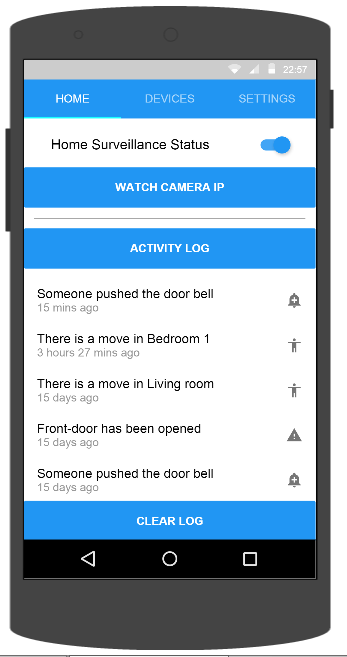 22:57
HOME DEVICES SETTINGS
Home Surveillance Status
WATCH CAMERA IP
ACTIVITY LOG
Someone pushed the door bell
15 mins ago
There is a move in Bedroom 1
3 hours 27 mins ago
There is a move in Living room
15 days ago
Front-door has been opened
15 days ago
Someone pushed the door bell
15 days ago
CLEAR LOG